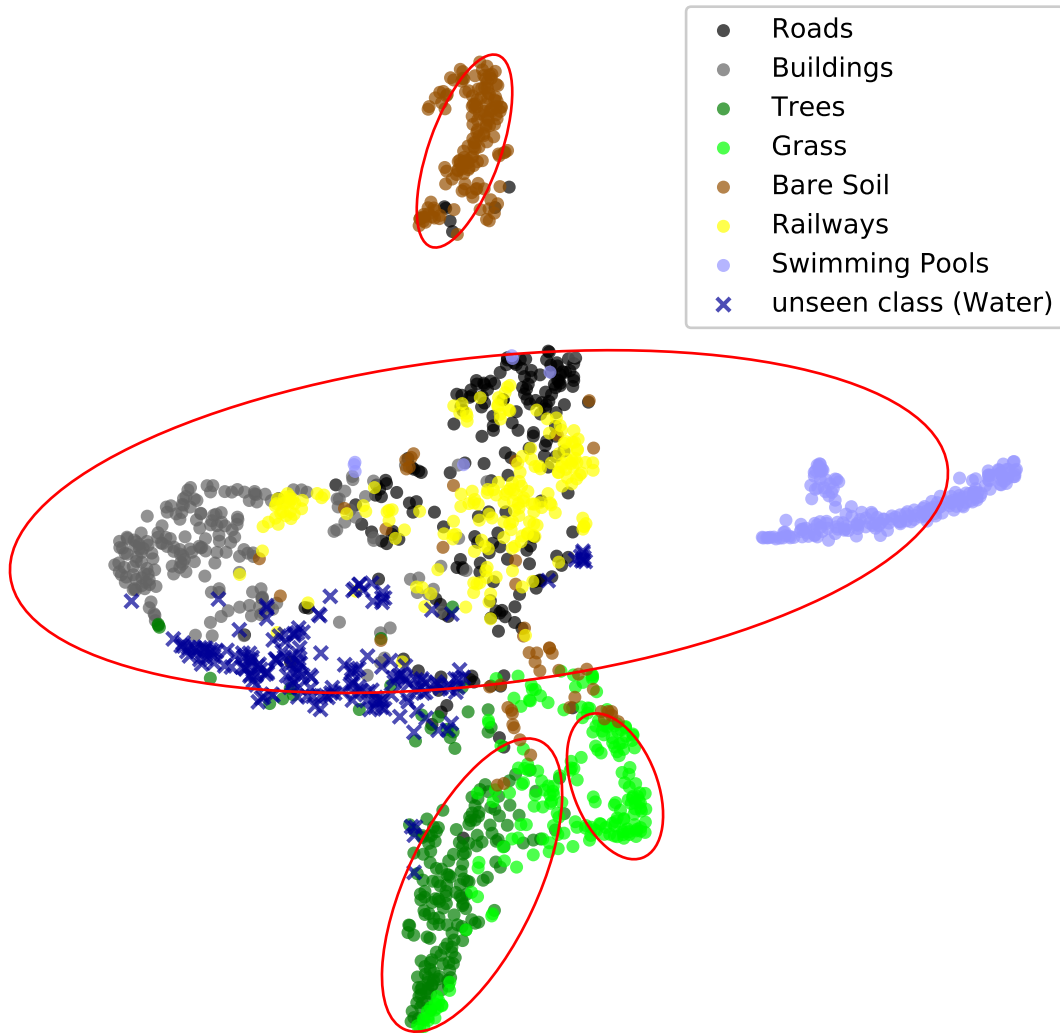 Roads
Buildings
Trees
Grass
Bare Soil
Railways
Swimming Pools
unseen class (Water)